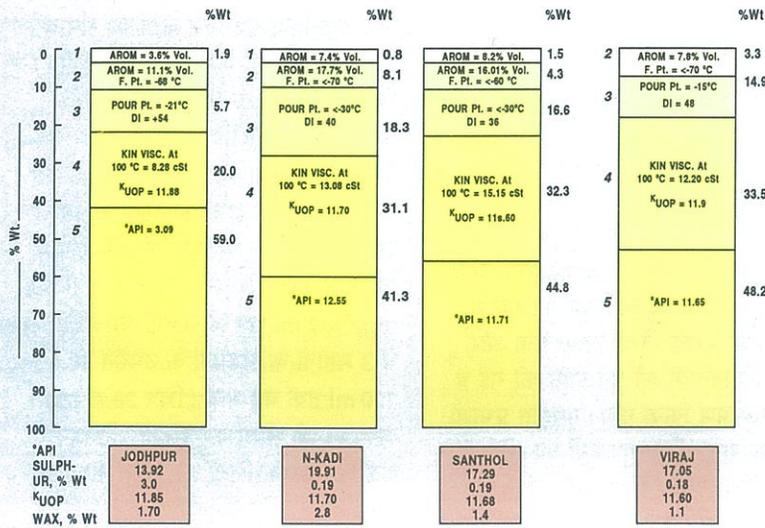 %Wt
%Wt
%Wt
%Wt
0
10
20
30
40
50
60
70
80
90
100
% Wt.
1
AROM = 3.6% Vol.
1.9
2
AROM = 11.1% Vol.
F. Pt. = -68 °C
3
POUR Pt. = -21°C
DI = +54
5.7
4
KIN VISC. At
100 °C = 8.28 cSt
KUOP = 11.88
20.0
5
°API = 3.09
59.0
1
AROM = 7.4% Vol.
0.8
2
AROM = 17.7% Vol.
F. Pt. = <-70 °C
8.1
3
POUR Pt. = <-30°C
DI = 40
18.3
4
KIN VISC. At
100 °C = 13.08 cSt
KUOP = 11.70
31.1
5
°API = 12.55
41.3
AROM = 8.2% Vol.
1.5
AROM = 16.01% Vol.
F. Pt. = <-60 °C
4.3
POUR Pt. = <-30°C
DI = 36
16.6
KIN VISC. At
100 °C = 15.15 cSt
KUOP = 11s.60
32.3
°API = 11.71
44.8
2
AROM = 7.8% Vol.
F. Pt. = <-70 °C
3.3
3
POUR Pt. = -15°C
DI = 48
14.9
4
KIN VISC. At
100 °C = 12.20 cSt
KUOP = 11.9
33.5
5
°API = 11.65
48.2
°API
SULPH-
UR, % Wt
KUOP
WAX, % Wt
JODHPUR
13.92
3.0
11.85
1.70
N-KADI
19.91
0.19
11.70
2.8
SANTHOL
17.29
0.19
11.68
1.4
VIRAJ
17.05
0.18
11.60
1.1